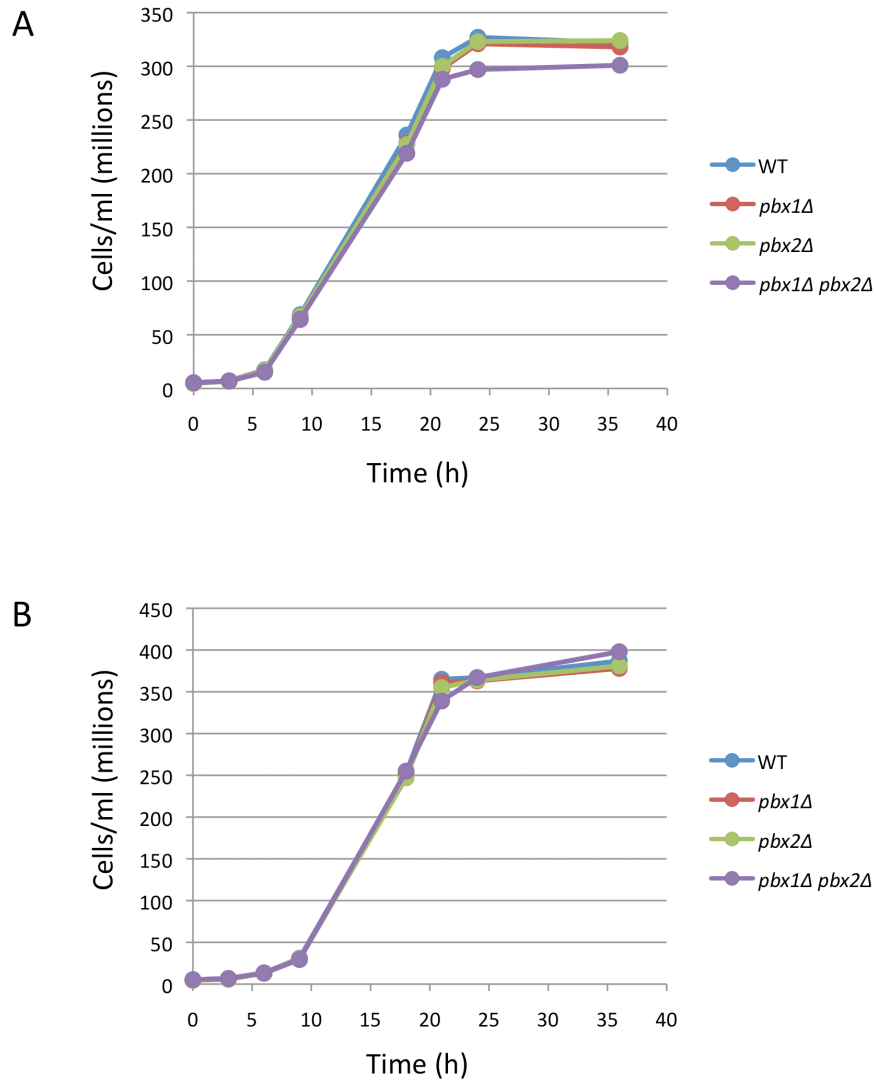 A
350
300
250
200
150
100
50
0
Cells/ml (millions)
0 5 10 15 20 25 30 35 40
Time (h)
WT
pbx1Δ
pbx2Δ
pbx1Δ pbx2Δ
B
450
400
350
300
250
200
150
100
50
0
Cells/ml (millions)
0 5 10 15 20 25 30 35 40
Time (h)
WT
pbx1Δ
pbx2Δ
pbx1Δ pbx2Δ